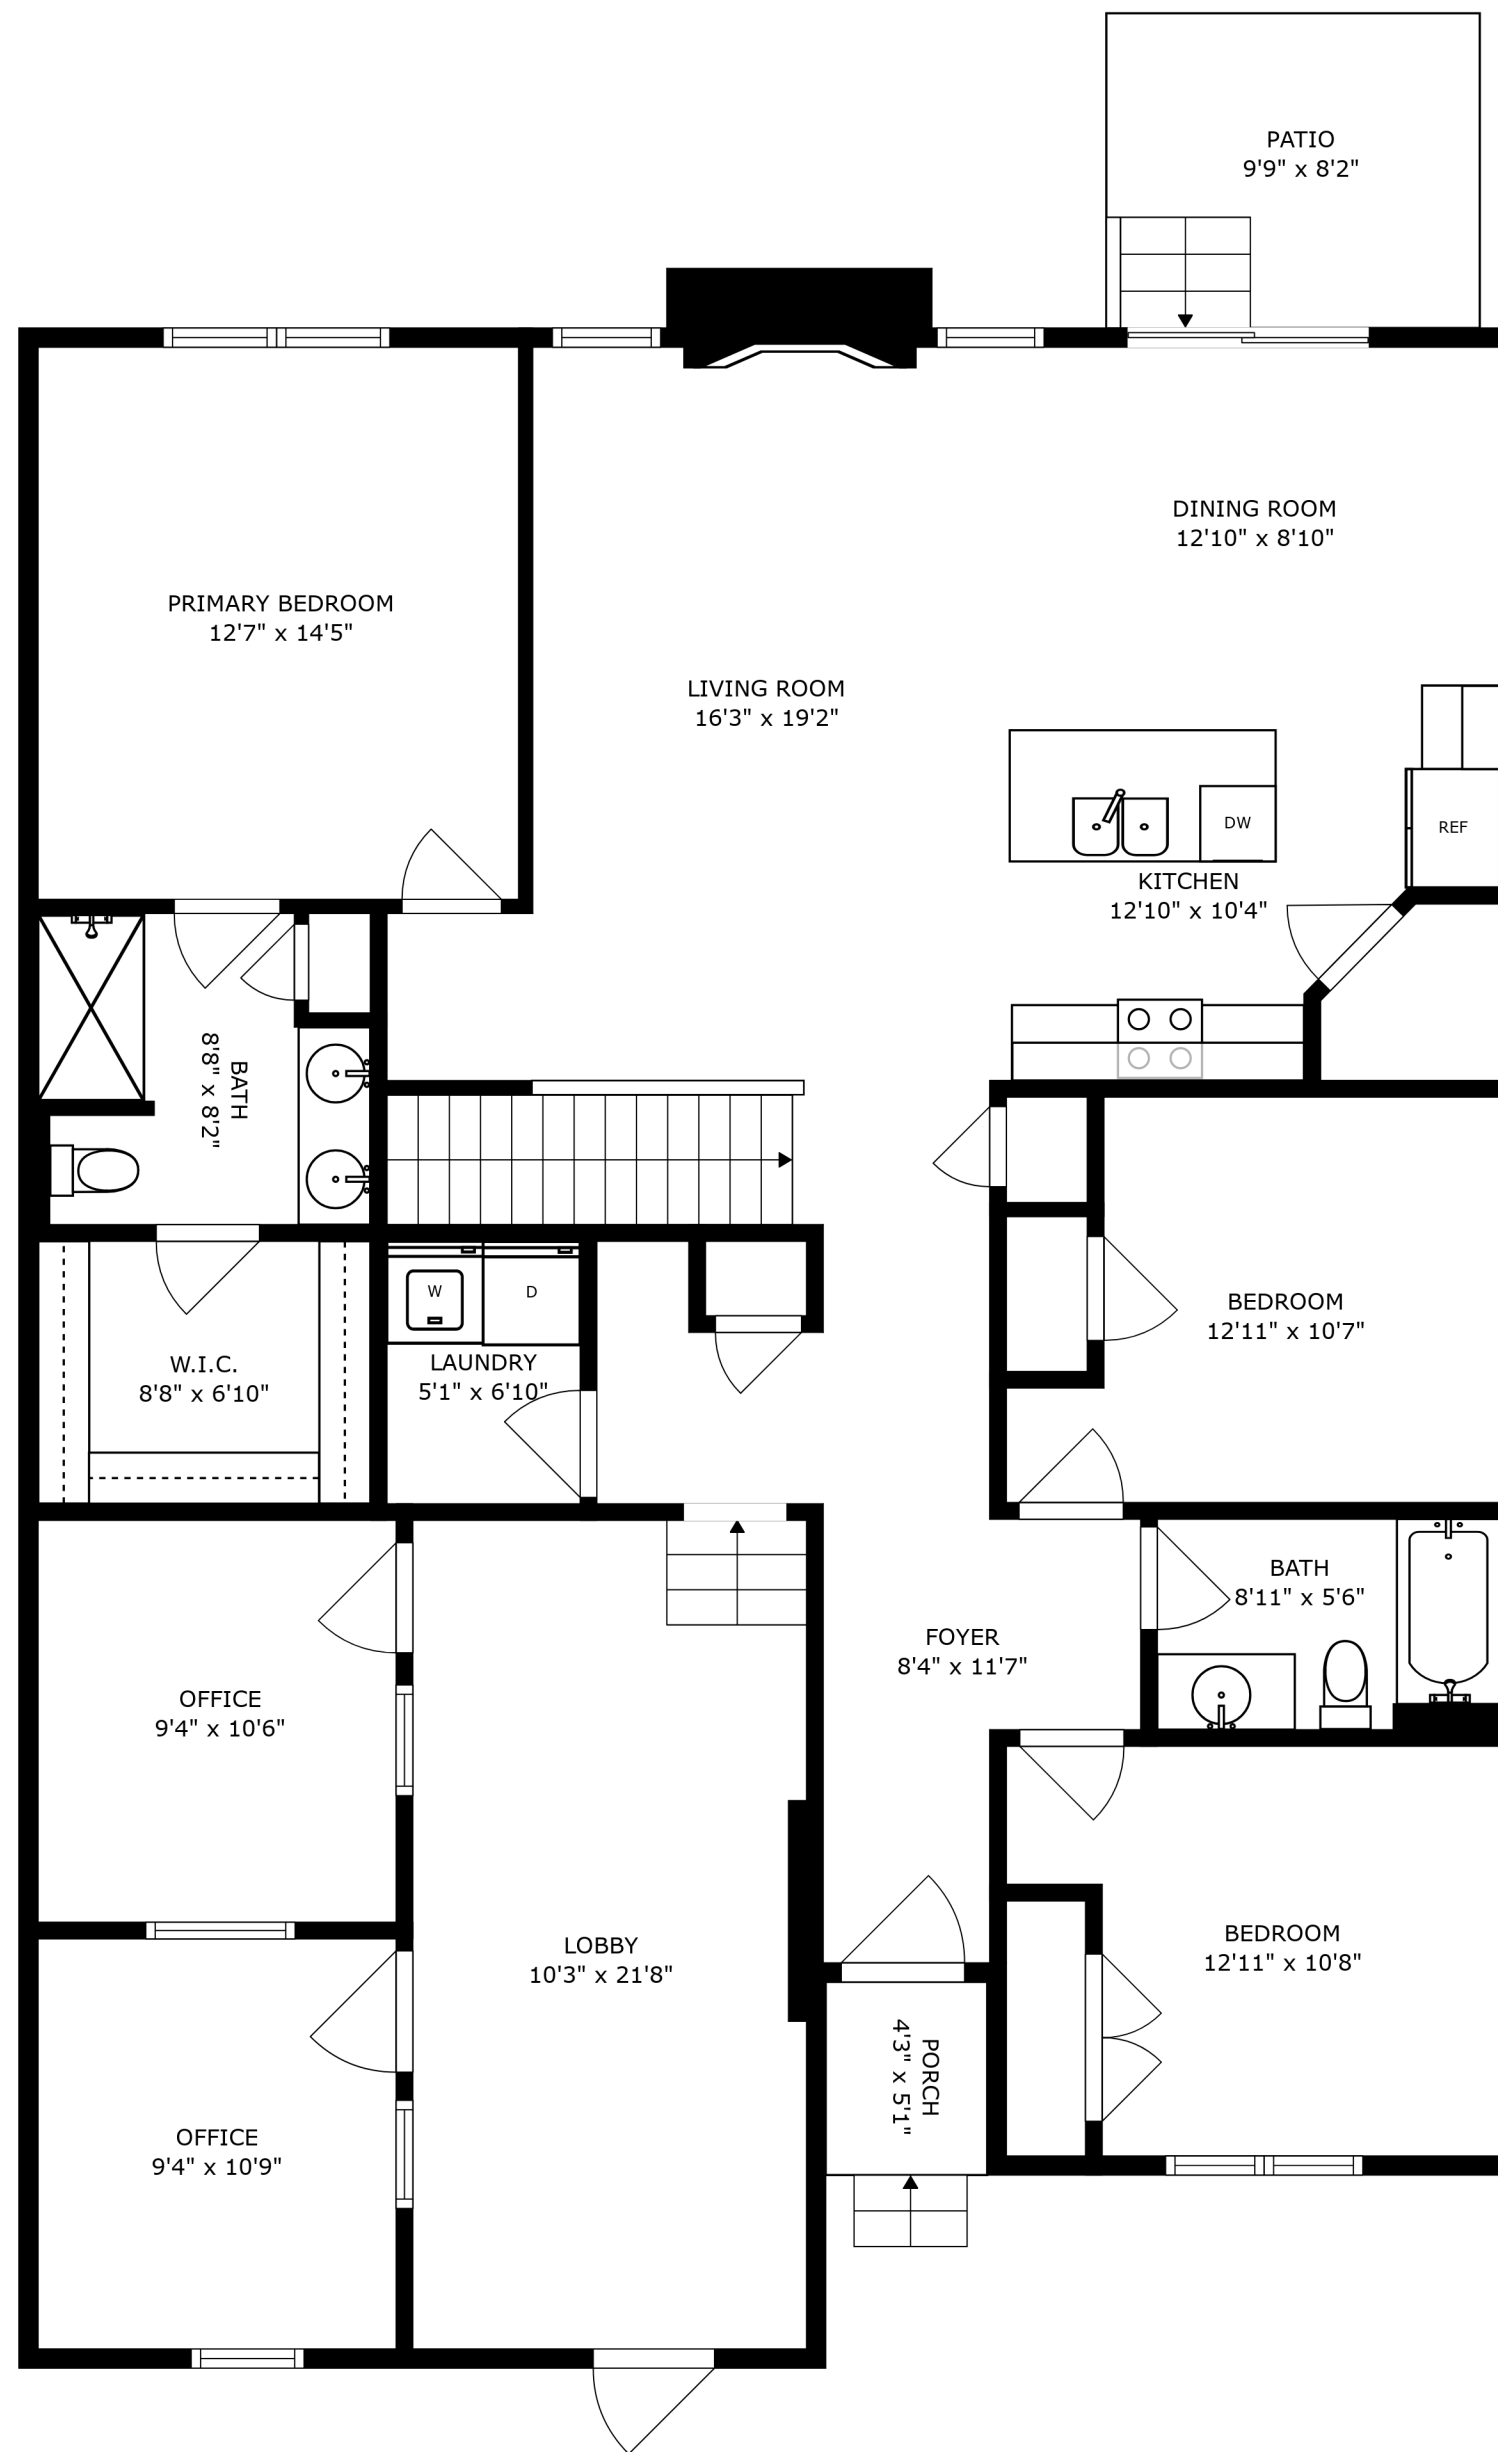 PATIO
9'9" x 8'2"
DINING ROOM
12'10" x 8'10"
PRIMARY BEDROOM
12'7" x 14'5"
LIVING ROOM
16'3" x 19'2"
DW
REF
KITCHEN
12'10" x 10'4"
BATH
8'8" x 8'2"
W
D
BEDROOM
12'11" x 10'7"
W.I.C.
8'8" x 6'10"
LAUNDRY
5'1" x 6'10"
BATH
8'11" x 5'6"
FOYER
8'4" x 11'7"
OFFICE
9'4" x 10'6"
LOBBY
10'3" x 21'8"
BEDROOM
12'11" x 10'8"
PORCH
4'3" x 5'1"
OFFICE
9'4" x 10'9"